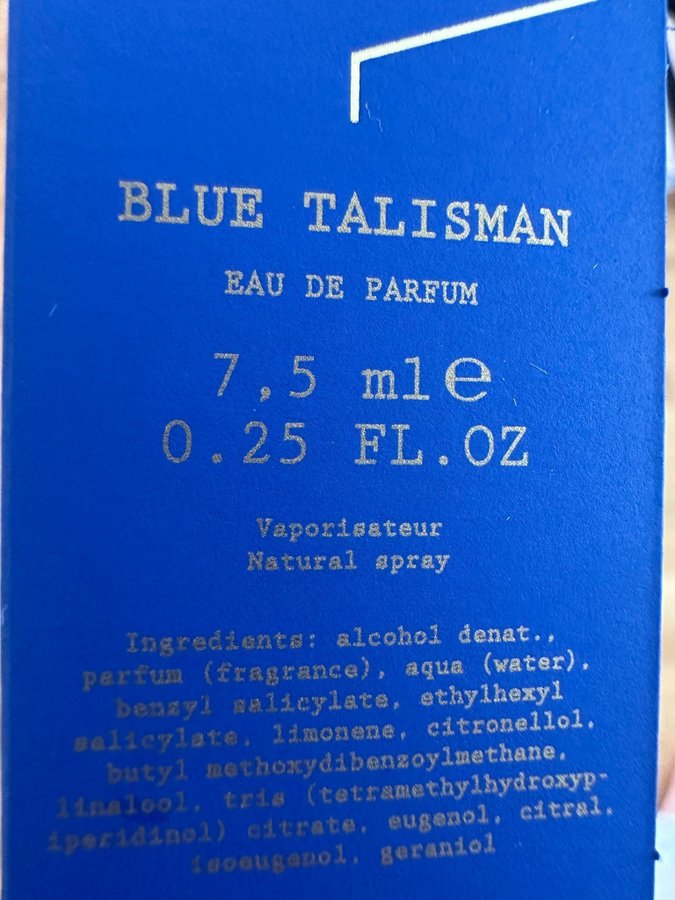 BLUE TALISMAN
EAU DE PARFUM
7,5 ml ℮
0.25 FL.OZ
Vaporisateur
Natural spray
Ingredients: alcohol denat.,
parfum (fragrance), aqua (water),
benzyl salicylate, ethylhexyl
salicylate, limonene, citronellol,
butyl methoxydibenzoylmethane,
linalool, tris (tetramethylhydroxyp-
iperidinol) citrate, eugenol, citral,
isoeugenol, geraniol